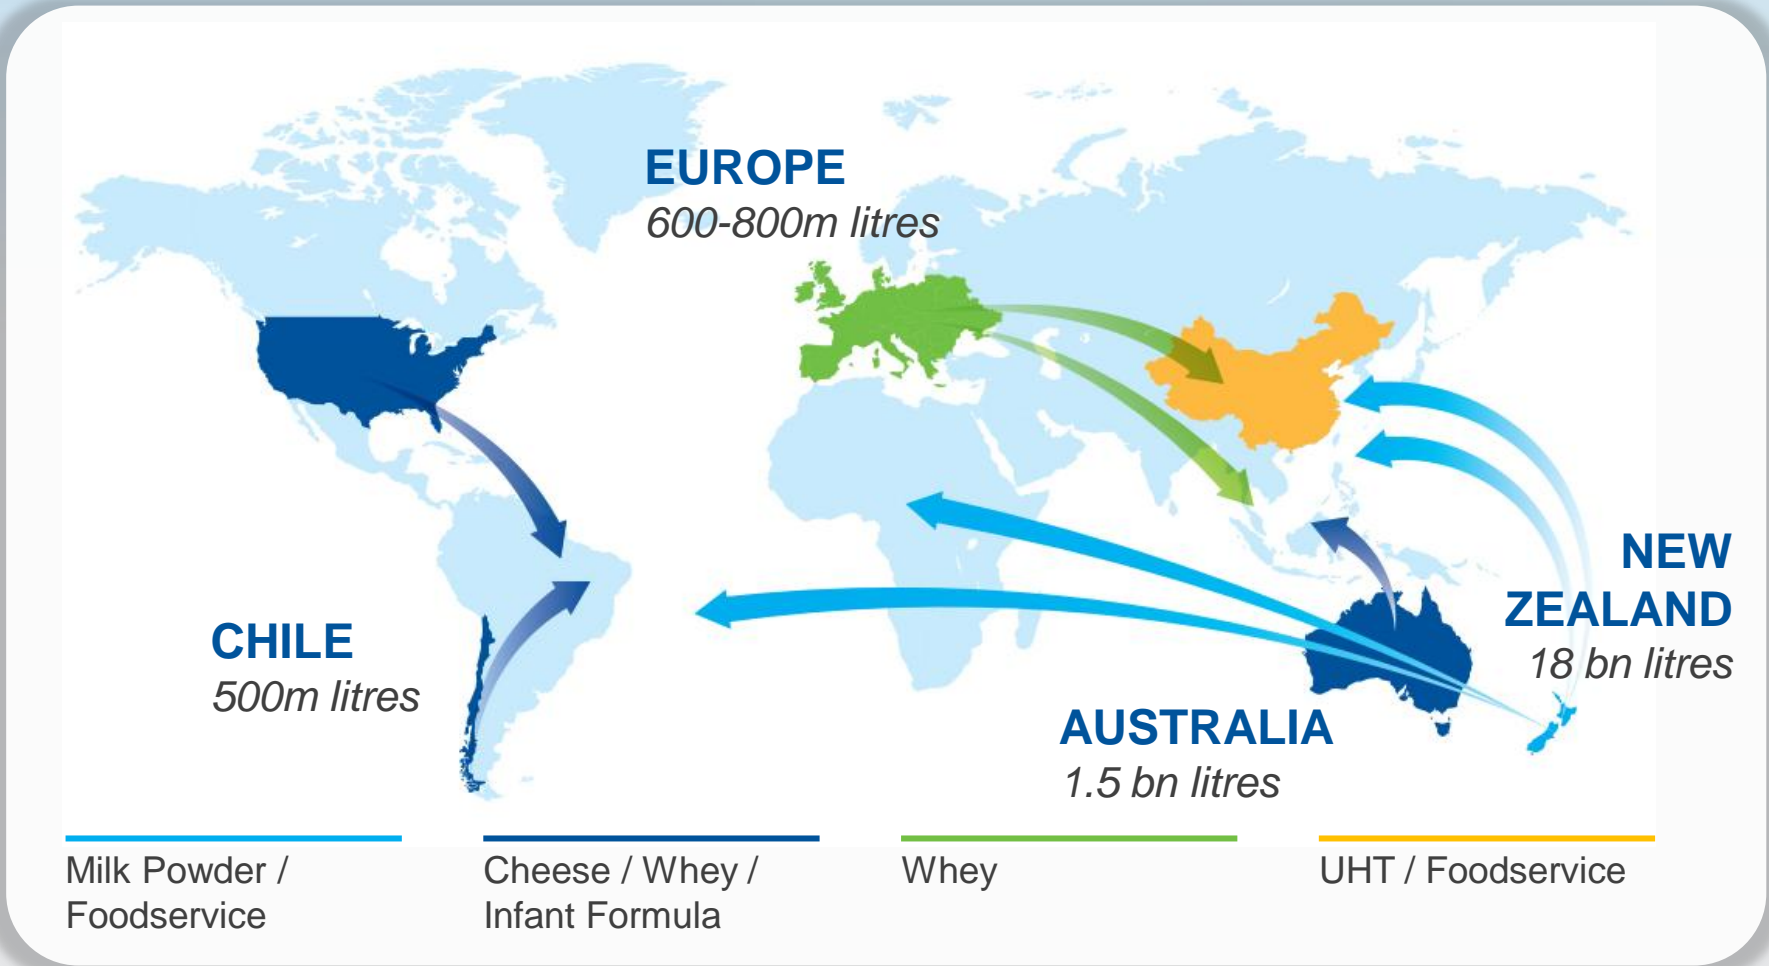 EUROPE
600-800m litres
NEW
ZEALAND
18 bn litres
CHILE
500m litres
AUSTRALIA
1.5 bn litres
Milk Powder /
Foodservice
Cheese / Whey /
Infant Formula
Whey
UHT / Foodservice